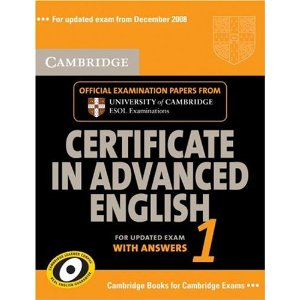 For updated exam from December 2008
CAMBRIDGE
OFFICIAL EXAMINATION PAPERS FROM
UNIVERSITY of CAMBRIDGE
ESOL Examinations
CERTIFICATE
IN ADVANCED
ENGLISH
FOR UPDATED EXAM
WITH ANSWERS 1
Cambridge Books for Cambridge Exams